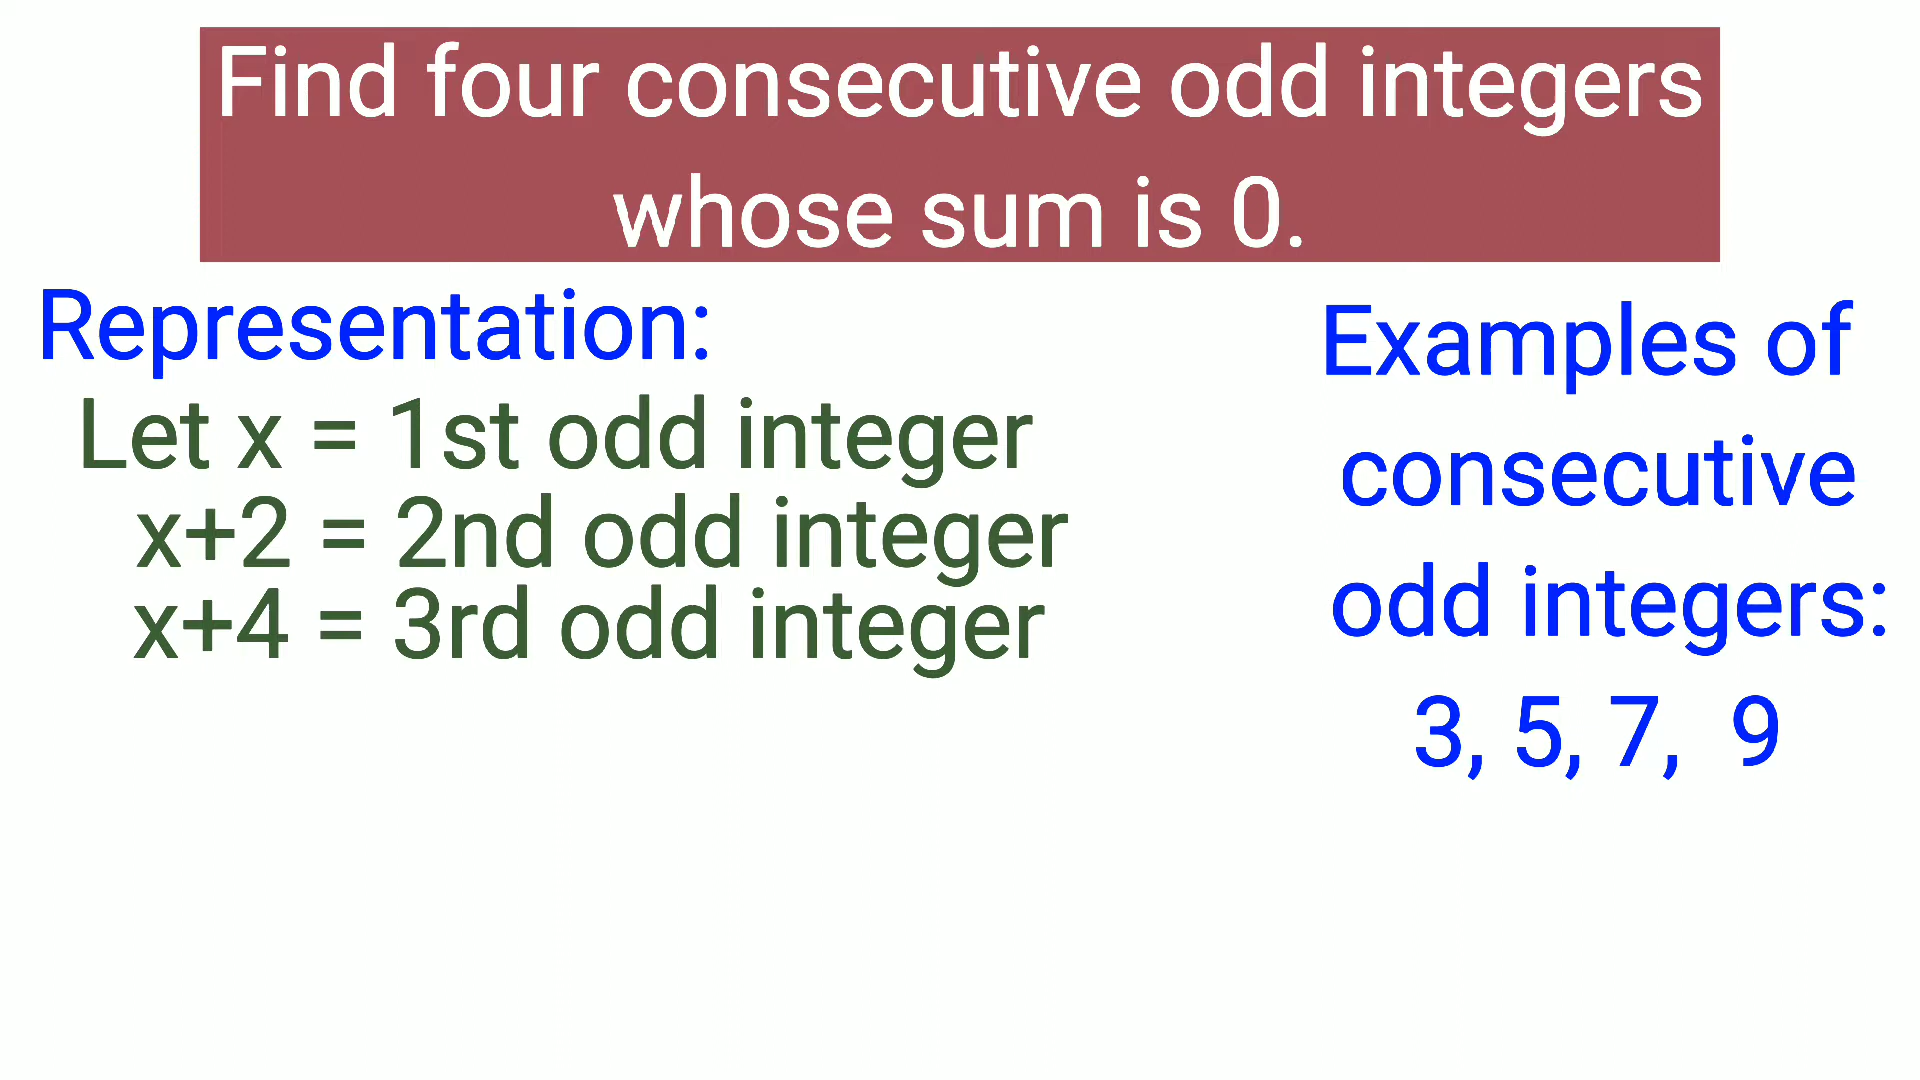 Find four consecutive odd integers
whose sum is 0.
Representation:
Let x = 1st odd integer
x+2 = 2nd odd integer
x+4 = 3rd odd integer
Examples of
consecutive
odd integers:
3, 5, 7, 9